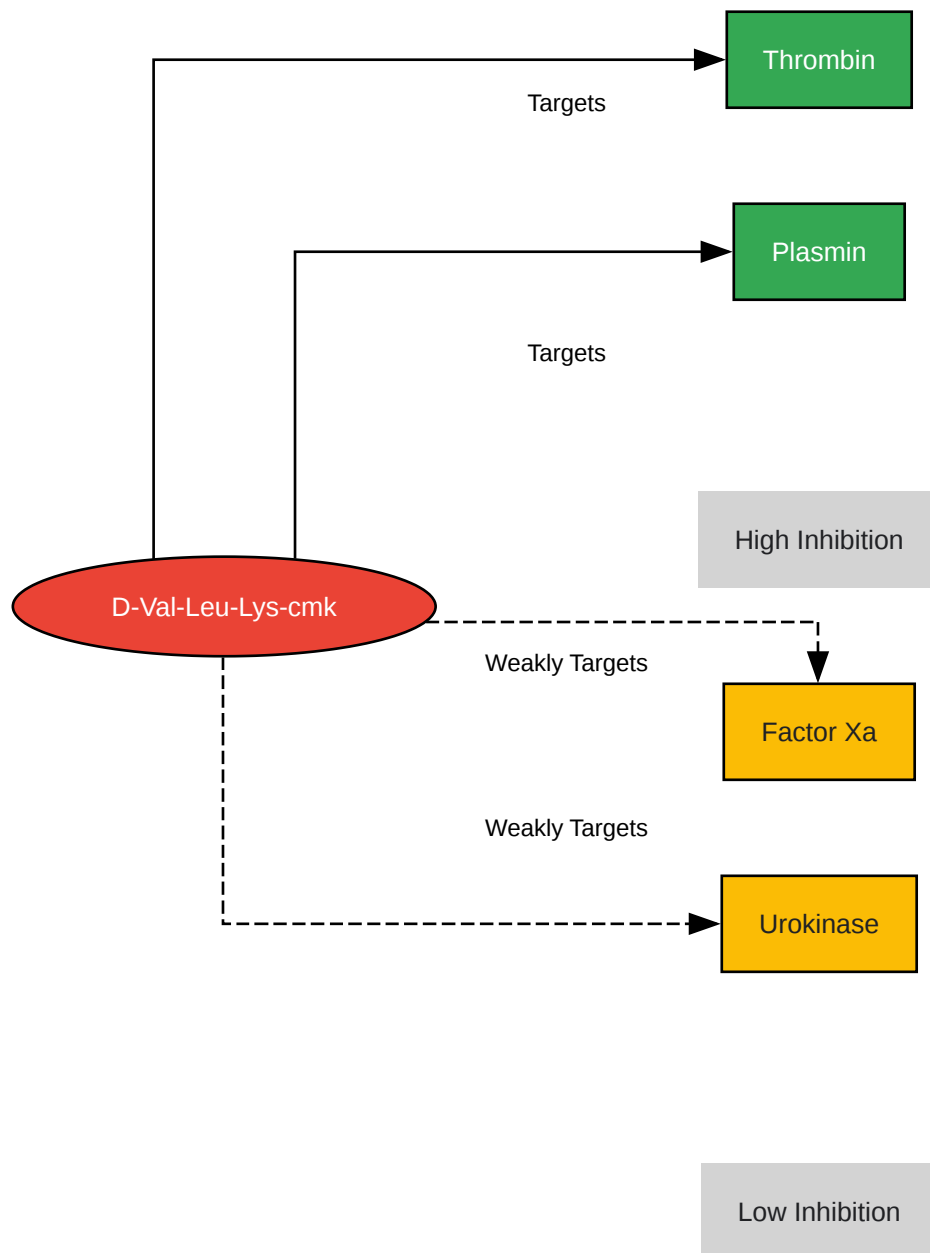 Thrombin
Targets
Plasmin
Targets
High Inhibition
D-Val-Leu-Lys-cmk
Weakly Targets
Factor Xa
Weakly Targets
Urokinase
Low Inhibition